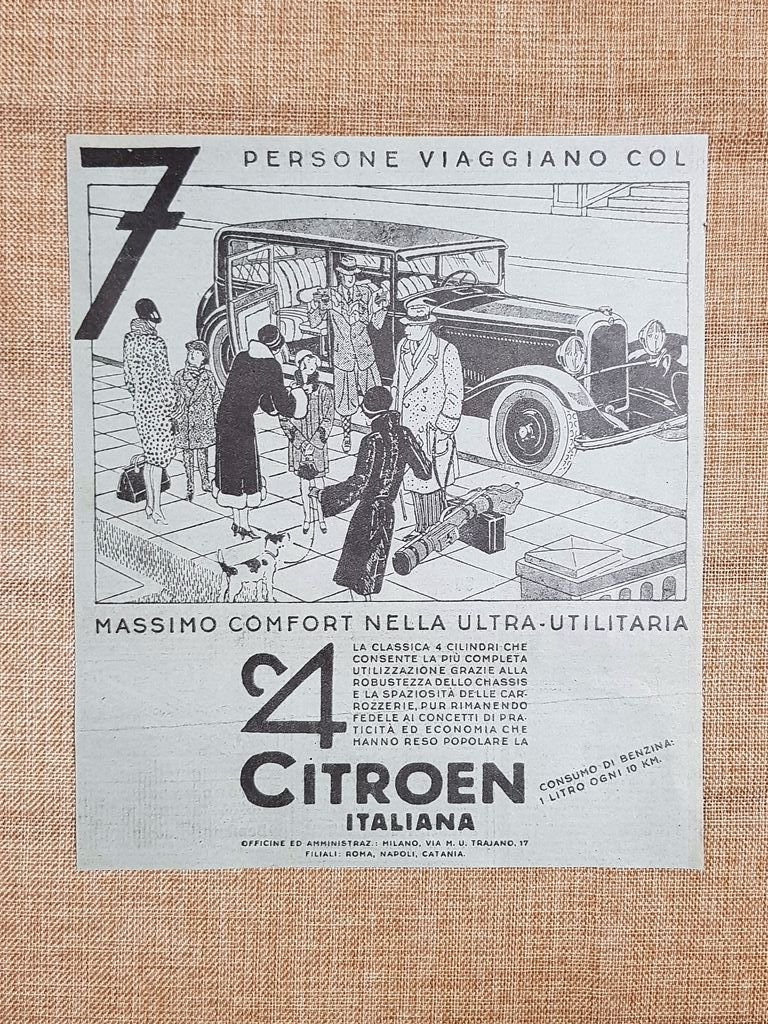 7 PERSONE VIAGGIANO COL
MASSIMO COMFORT NELLA ULTRA-UTILITARIA
C4
LA CLASSICA 4 CILINDRI CHE
CONSENTE LA PIÙ COMPLETA
UTILIZZAZIONE GRAZIE ALLA
ROBUSTEZZA DELLO CHASSIS
E LA SPAZIOSITÀ DELLE CAR-
ROZZERIE, PUR RIMANENDO
FEDELE AI CONCETTI DI PRA-
TICITÀ ED ECONOMIA CHE
HANNO RESO POPOLARE LA
CITROEN
ITALIANA
CONSUMO DI BENZINA:
1 LITRO OGNI 10 KM.
OFFICINE ED AMMINISTRAZ.: MILANO, VIA M. U. TRAJANO, 17
FILIALI: ROMA, NAPOLI, CATANIA.